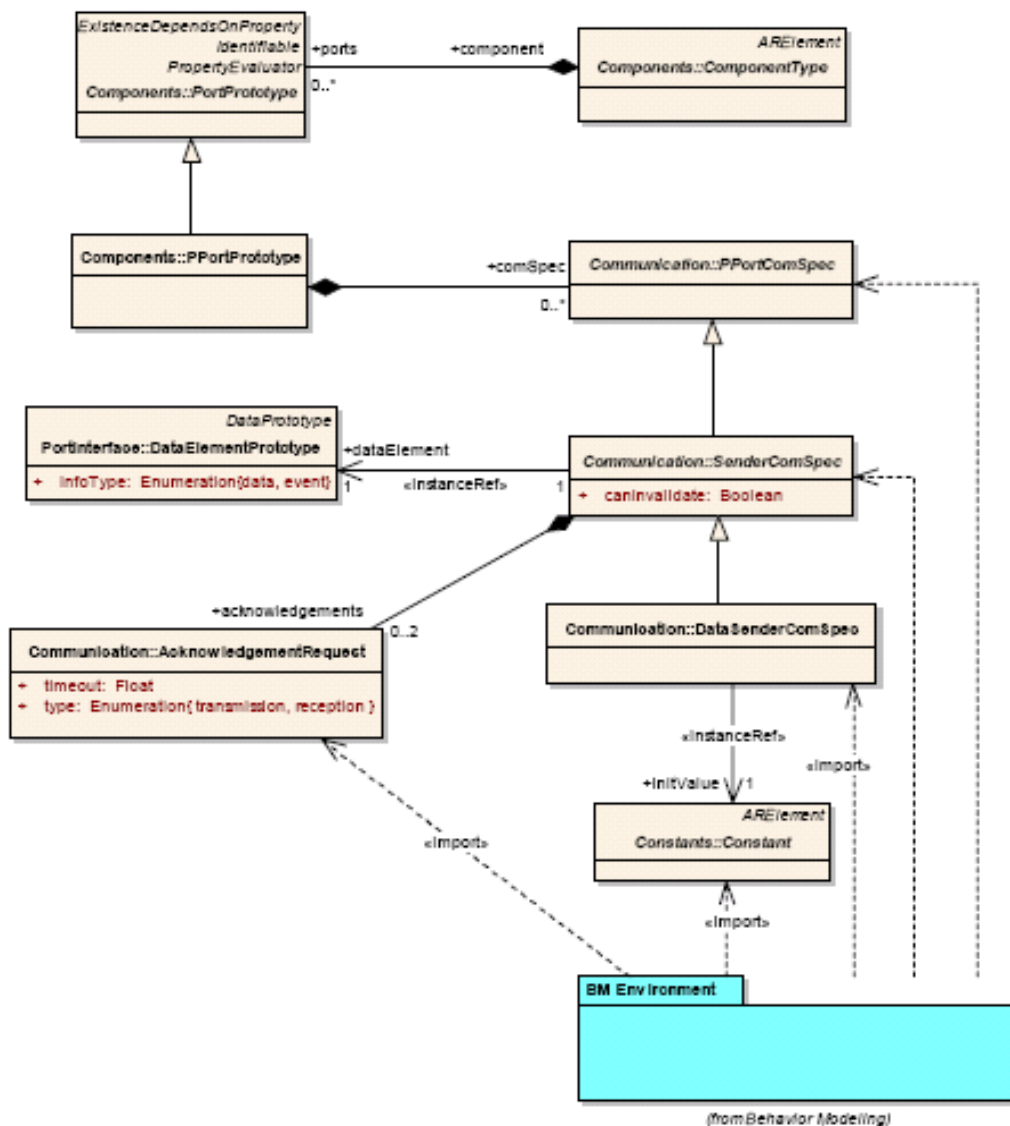 ExistenceDependsOnProperty
Identifiable
PropertyEvaluator
Components::PortPrototype
+ports
0..*
+component
ARElement
Components::ComponentType
Components::PPortPrototype
+comSpec
0..*
Communication::PPortComSpec
DataPrototype
PortInterface::DataElementPrototype
+ infoType: Enumeration{data, event}
+dataElement
1
«instanceRef»
1
Communication::SenderComSpec
+ canInvalidate: Boolean
+acknowledgements
0..2
Communication::AcknowledgementRequest
+ timeout: Float
+ type: Enumeration{ transmission, reception }
Communication::DataSenderComSpec
«instanceRef»
«import»
+initValue
1
ARElement
Constants::Constant
«import»
«import»
BM Environment
(from Behavior Modeling)